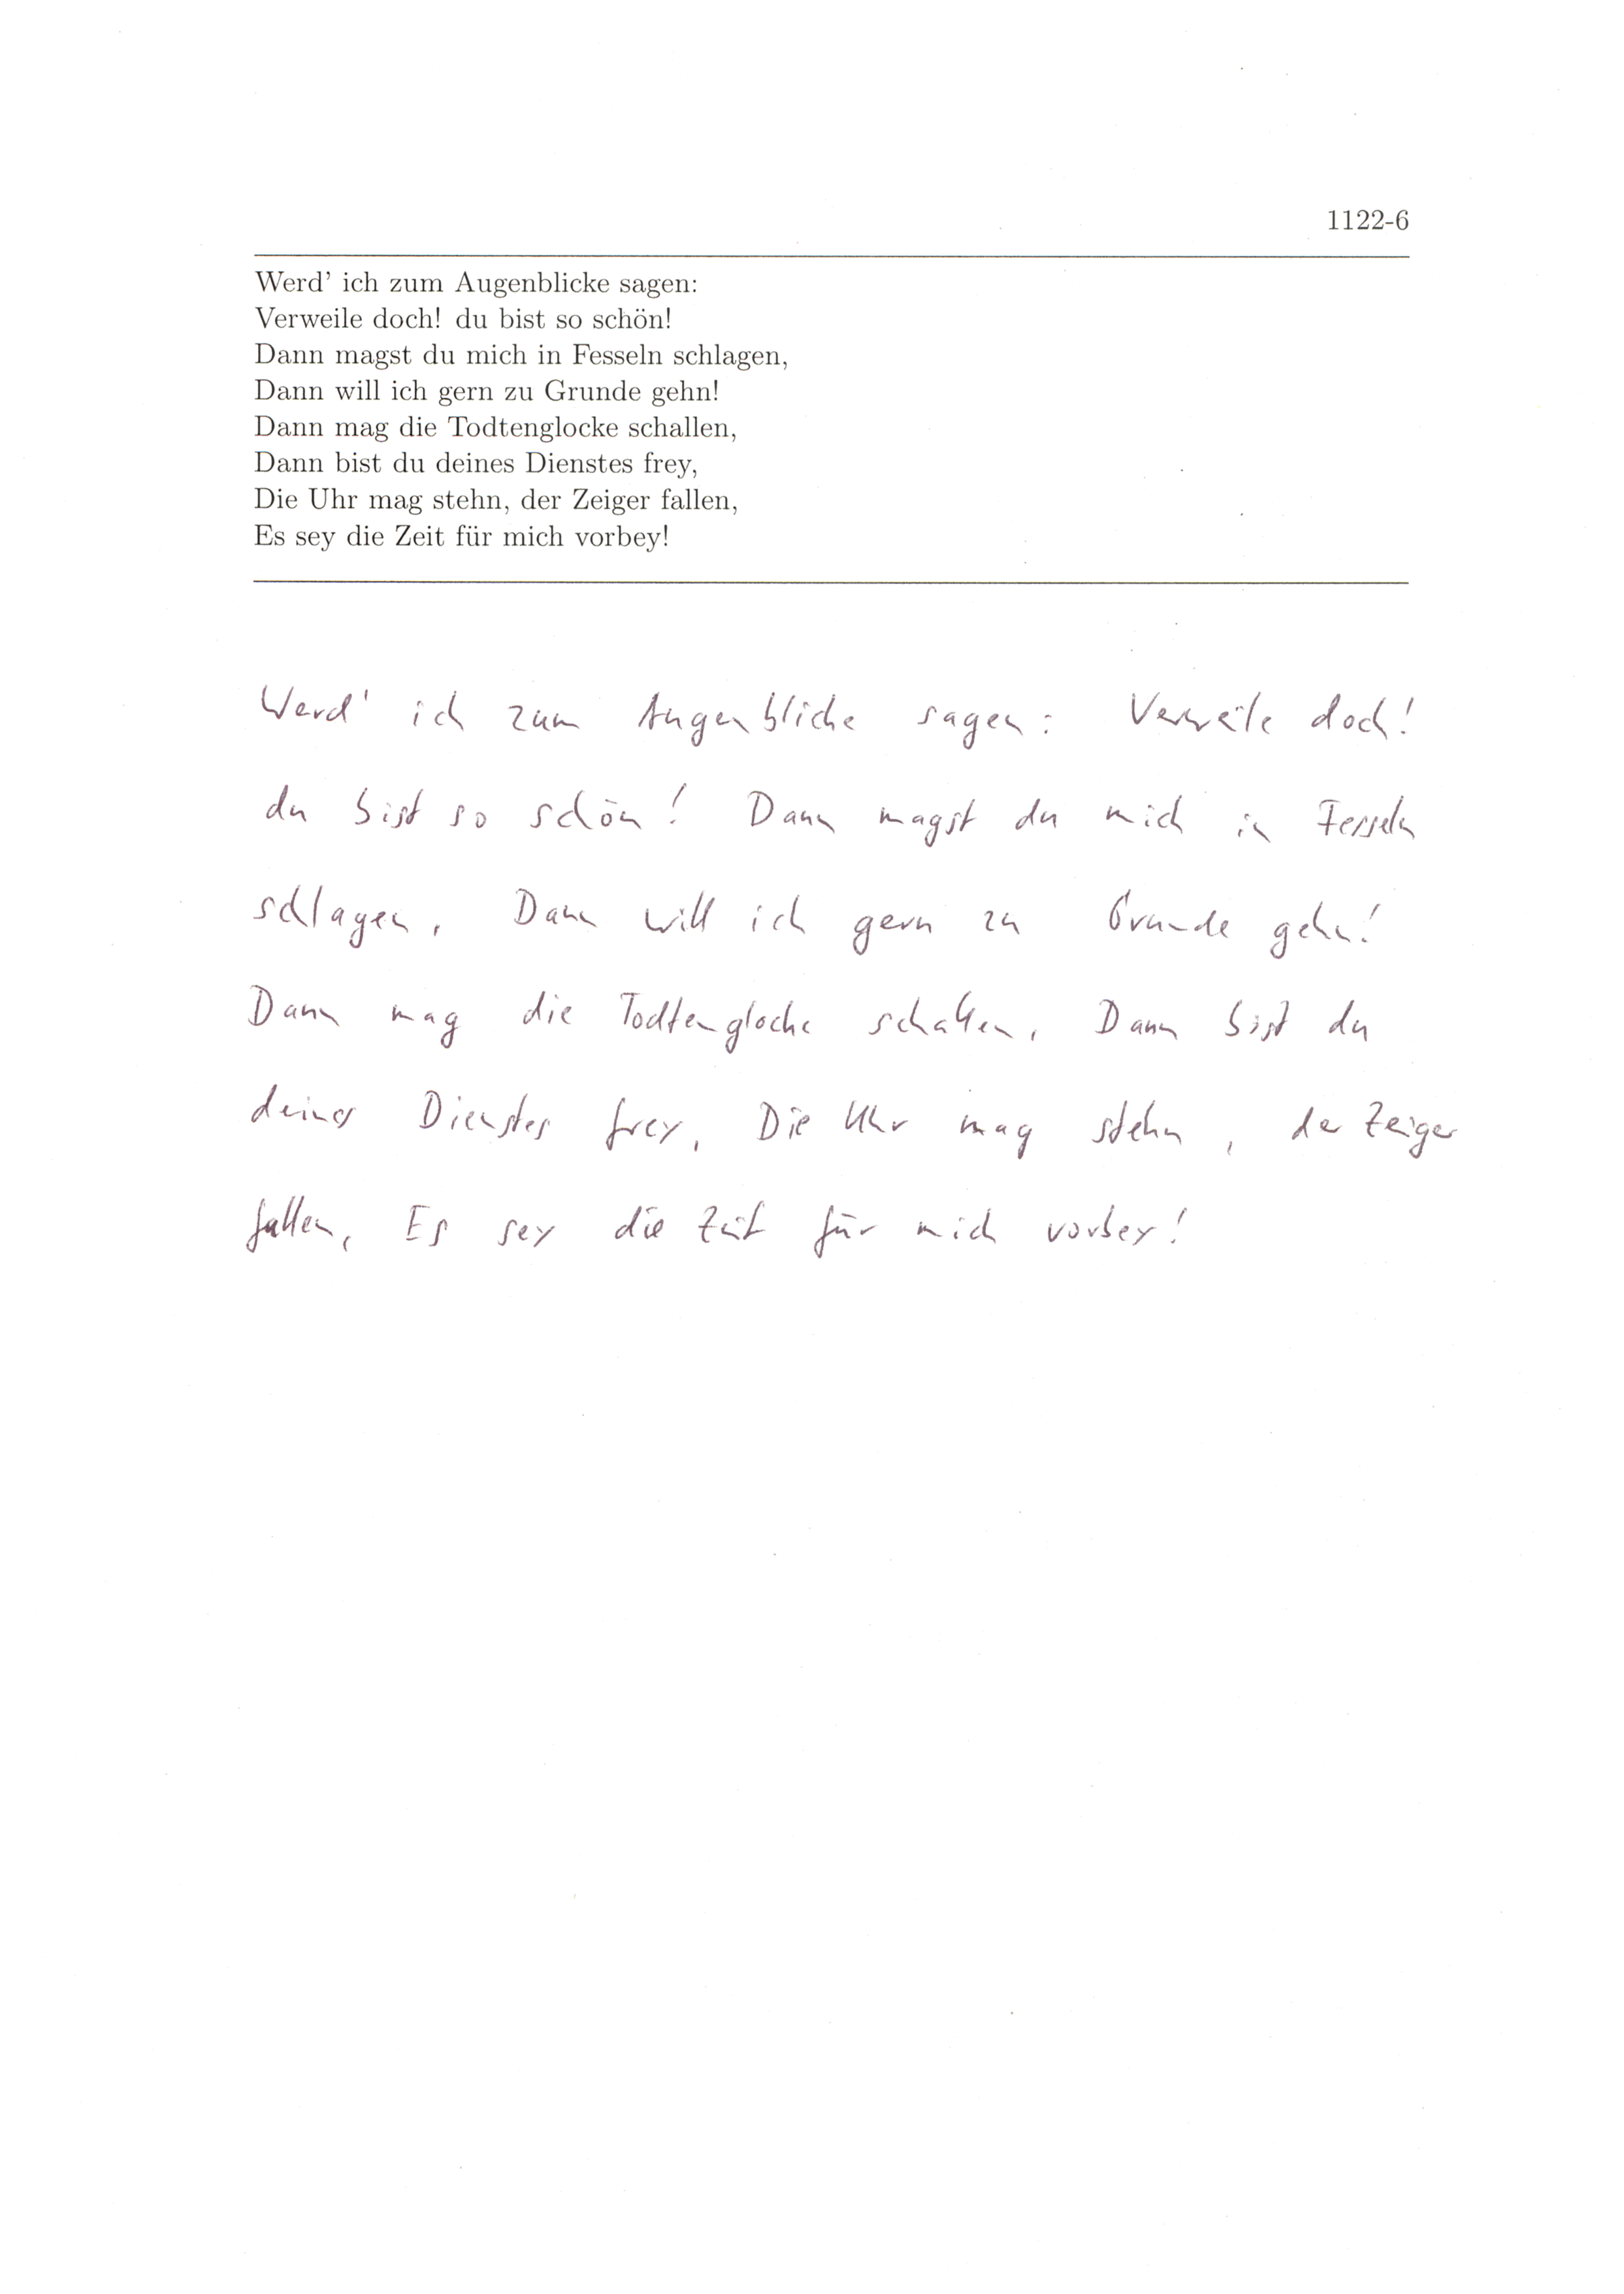 1122-6
Werd' ich zum Augenblicke sagen:
Verweile doch! du bist so schön!
Dann magst du mich in Fesseln schlagen,
Dann will ich gern zu Grunde gehn!
Dann mag die Todtenglocke schallen,
Dann bist du deines Dienstes frey,
Die Uhr mag stehn, der Zeiger fallen,
Es sey die Zeit für mich vorbey!
Werd' ich zum Augenblicke sagen: Verweile doch!
du bist so schön! Dann magst du mich in Fesseln
schlagen, Dann will ich gern zu Grunde gehn!
Dann mag die Todtenglocke schallen, Dann bist du
deines Dienstes frey, Die Uhr mag stehn, der Zeiger
fallen, Es sey die Zeit für mich vorbey!